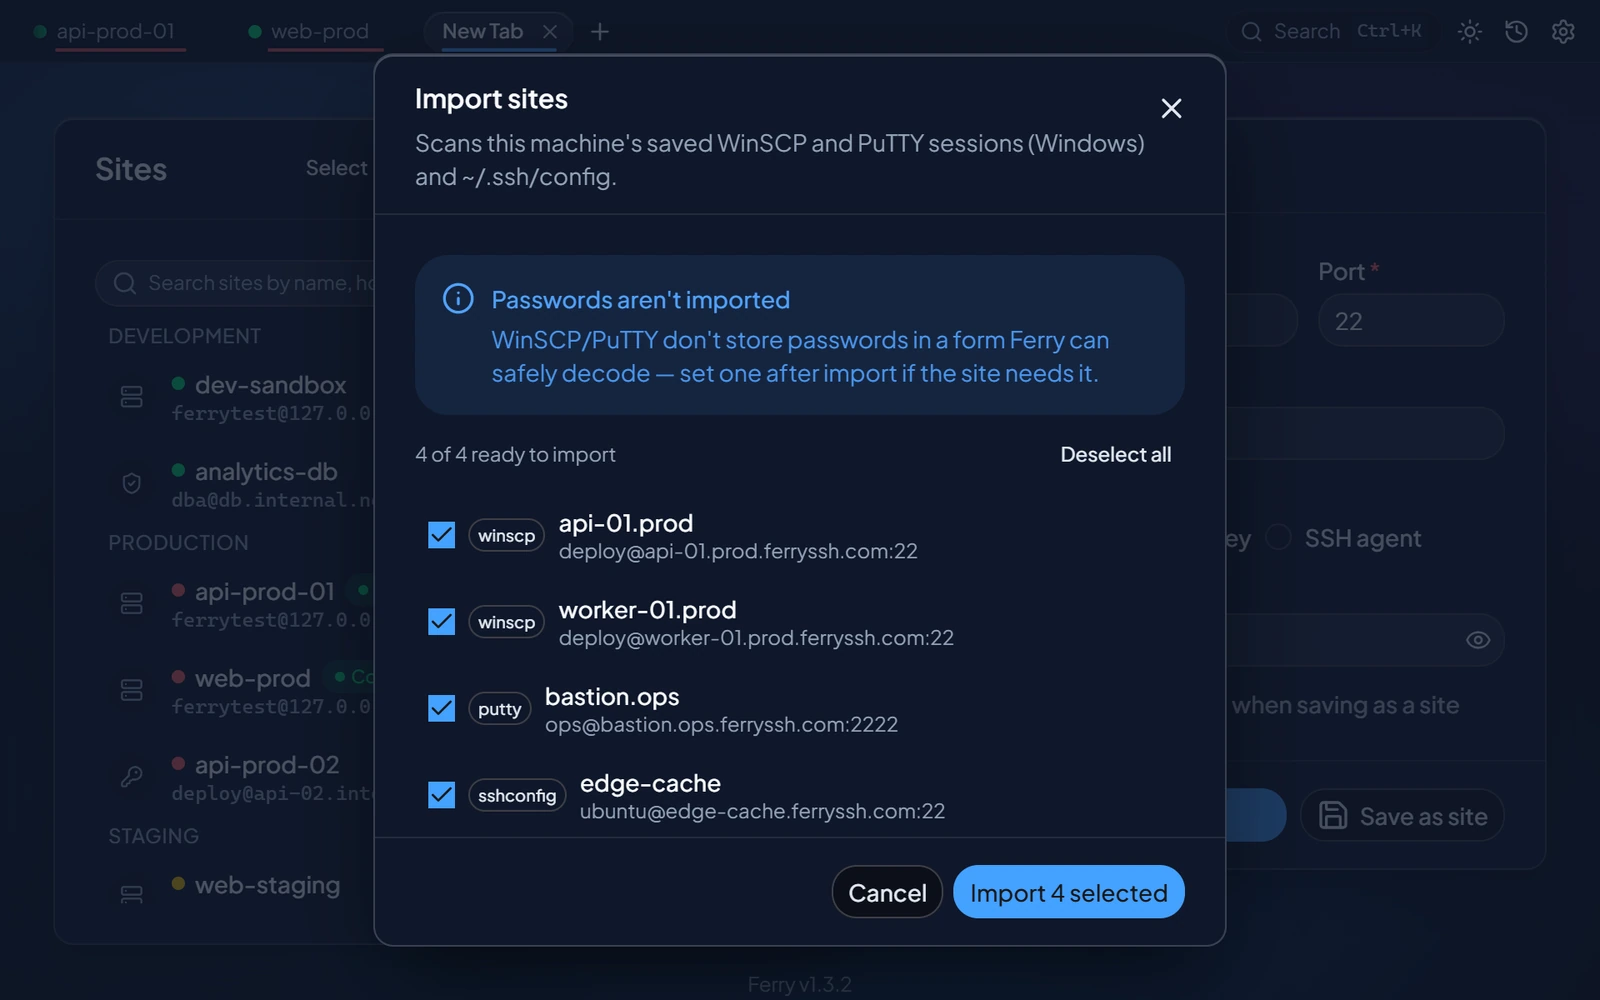 api-prod-01
web-prod
New Tab
Search Ctrl+K
Import sites
Scans this machine's saved WinSCP and PuTTY sessions (Windows)
and ~/.ssh/config.
Sites
Select
Search sites by name,
DEVELOPMENT
dev-sandbox
ferrytest@127.0.0
analytics-db
dba@db.internal.n
PRODUCTION
api-prod-01
ferrytest@127.0.0
web-prod
Co
ferrytest@127.0.0
api-prod-02
deploy@api-02.int
STAGING
web-staging
Passwords aren't imported
WinSCP/PuTTY don't store passwords in a form Ferry can
safely decode — set one after import if the site needs it.
4 of 4 ready to import
Deselect all
winscp
api-01.prod
deploy@api-01.prod.ferryssh.com:22
winscp
worker-01.prod
deploy@worker-01.prod.ferryssh.com:22
putty
bastion.ops
ops@bastion.ops.ferryssh.com:2222
sshconfig
edge-cache
ubuntu@edge-cache.ferryssh.com:22
Cancel
Import 4 selected
Port *
22
ey
SSH agent
when saving as a site
Save as site
Ferry v1.3.2